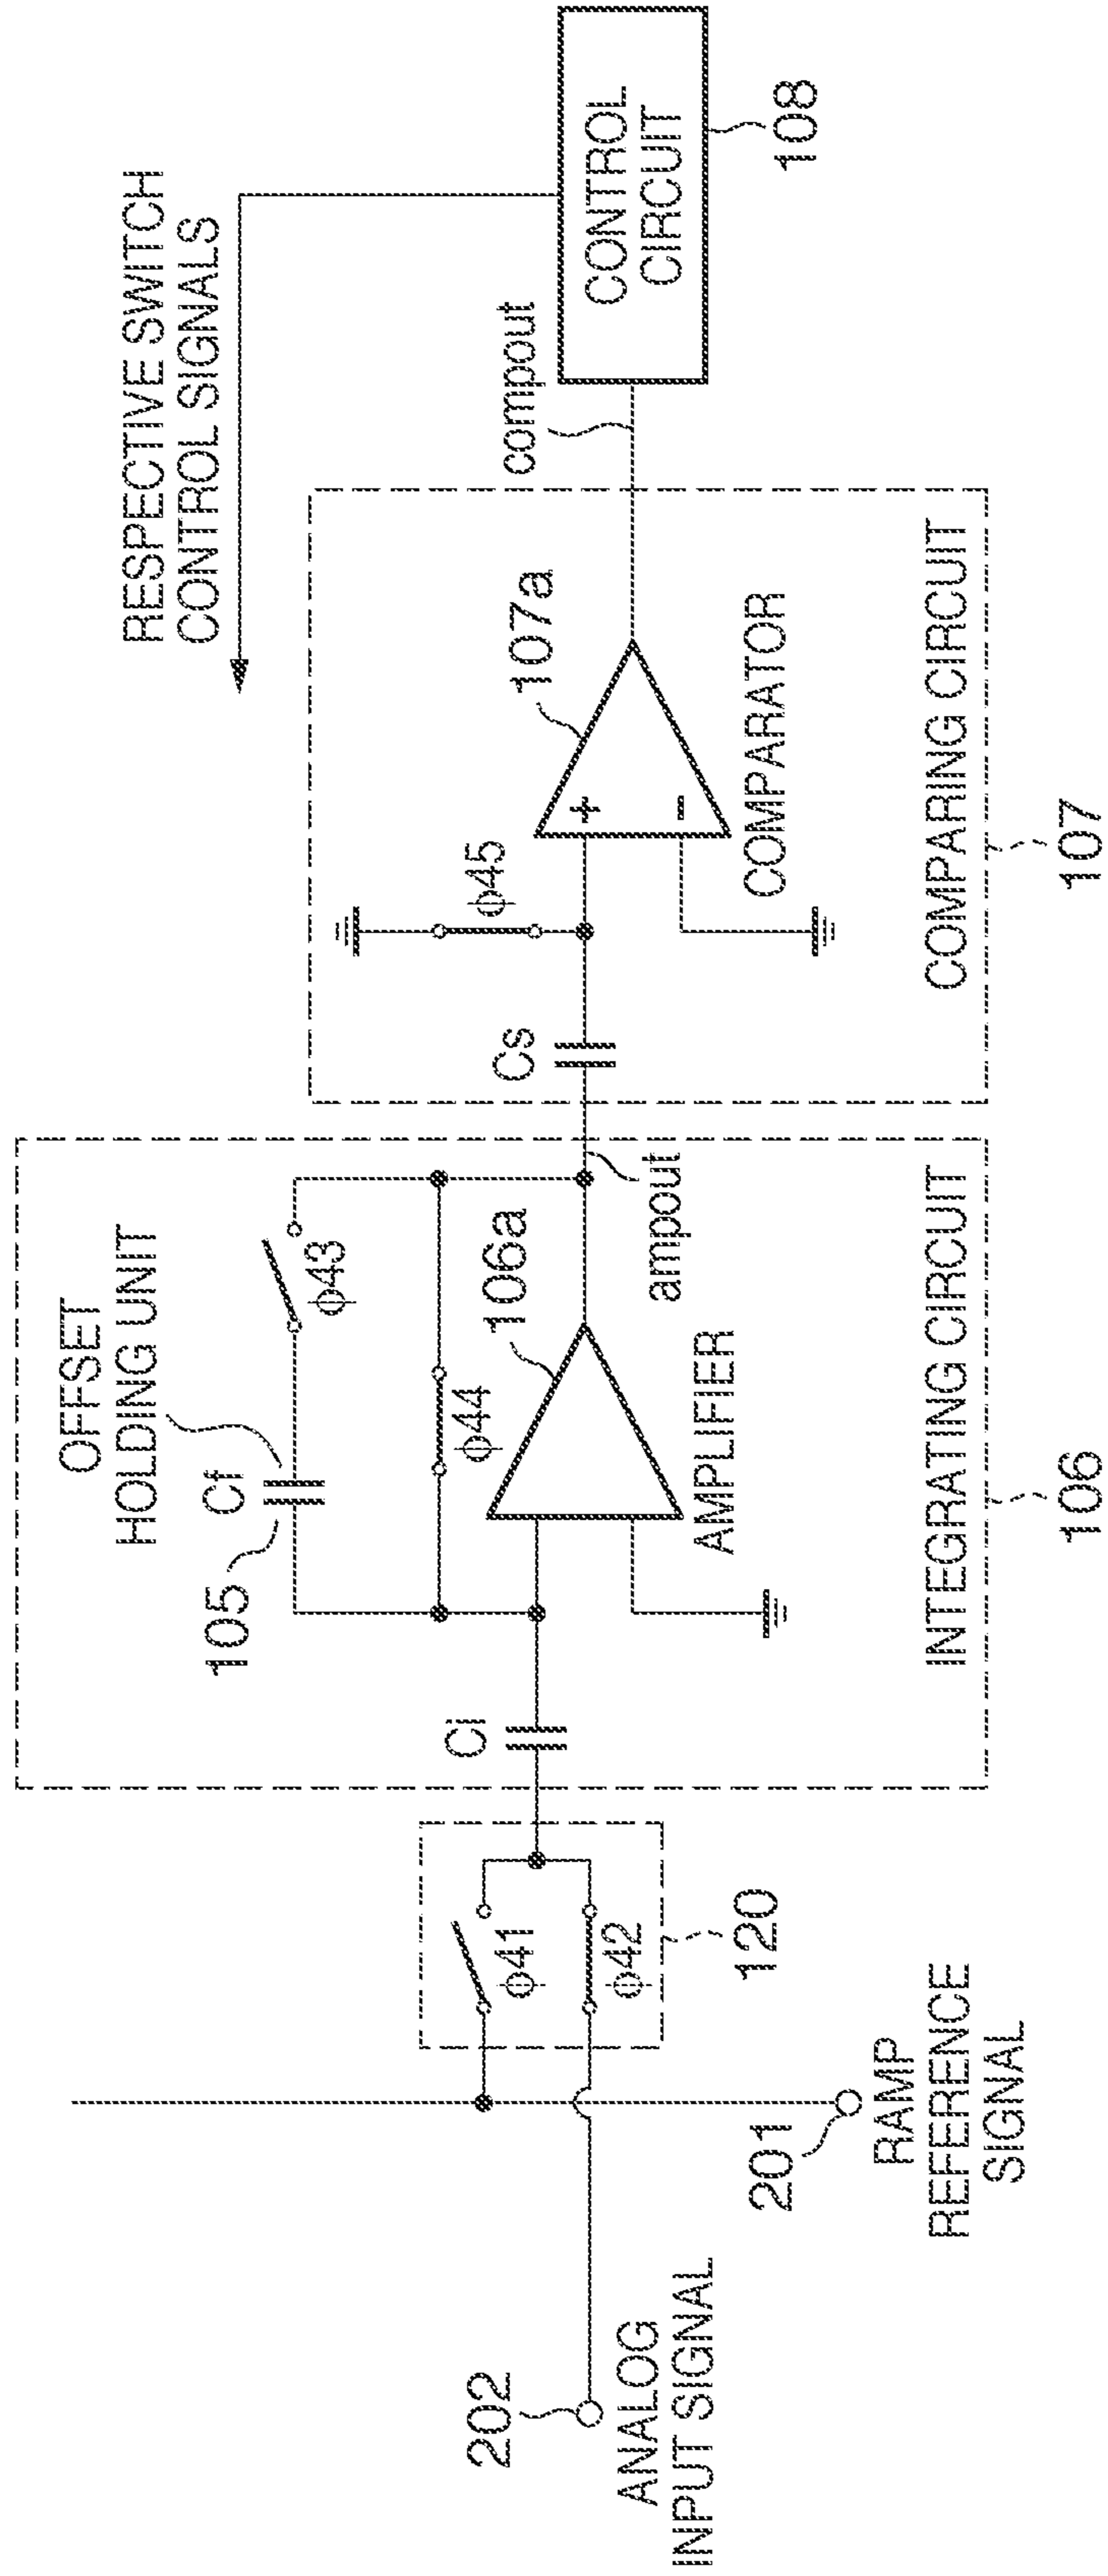 RESPECTIVE SWITCH
CONTROL SIGNALS
OFFSET
HOLDING UNIT
105
Cf
ϕ43
ϕ44
106a
AMPLIFIER
ampout
Ci
INTEGRATING CIRCUIT
106
Cs
ϕ45
107a
COMPARATOR
COMPARING CIRCUIT
107
compout
CONTROL
CIRCUIT
108
ϕ41
ϕ42
120
202
ANALOG
INPUT SIGNAL
201
RAMP
REFERENCE
SIGNAL
+
−